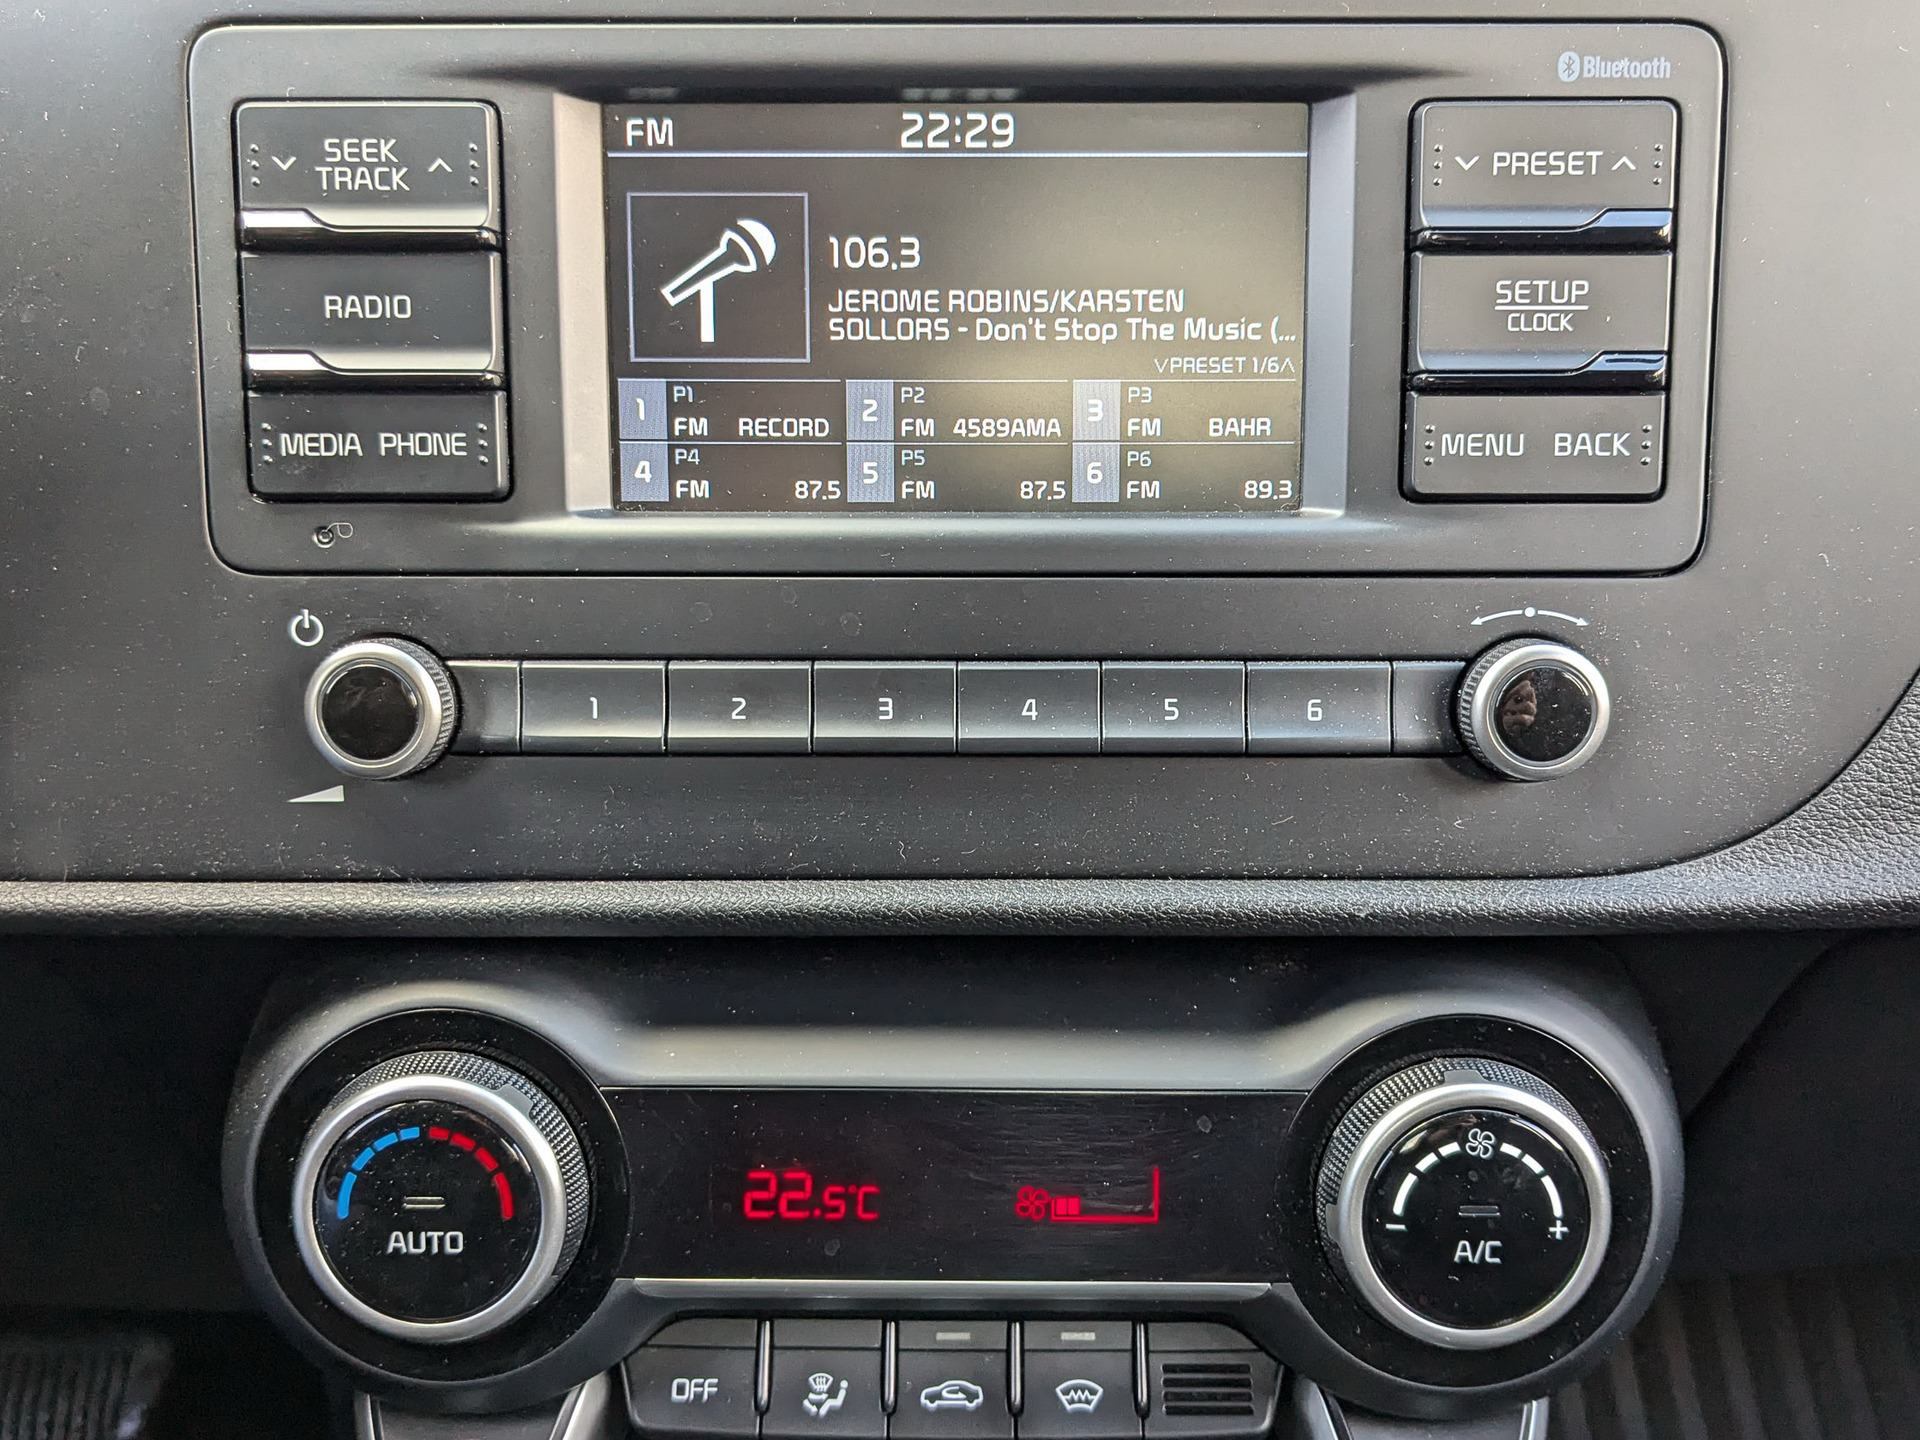 Bluetooth
SEEK
TRACK
RADIO
MEDIA PHONE
FM 22:29
106.3
JEROME ROBINS/KARSTEN
SOLLORS - Don't Stop The Music (...
PRESET 1/6
1 P1 FM RECORD
2 P2 FM 4589AMA
3 P3 FM BAHR
4 P4 FM 87.5
5 P5 FM 87.5
6 P6 FM 89.3
PRESET
SETUP
CLOCK
MENU BACK
1 2 3 4 5 6
AUTO
22.5°C
- +
A/C
OFF